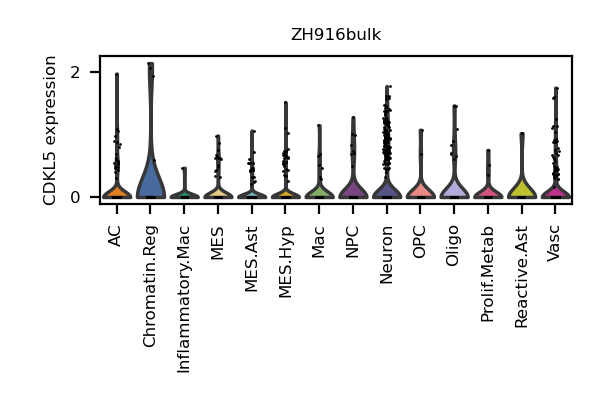 ZH916bulk
CDKL5 expression
2
0
AC
Chromatin.Reg
Inflammatory.Mac
MES
MES.Ast
MES.Hyp
Mac
NPC
Neuron
OPC
Oligo
Prolif.Metab
Reactive.Ast
Vasc